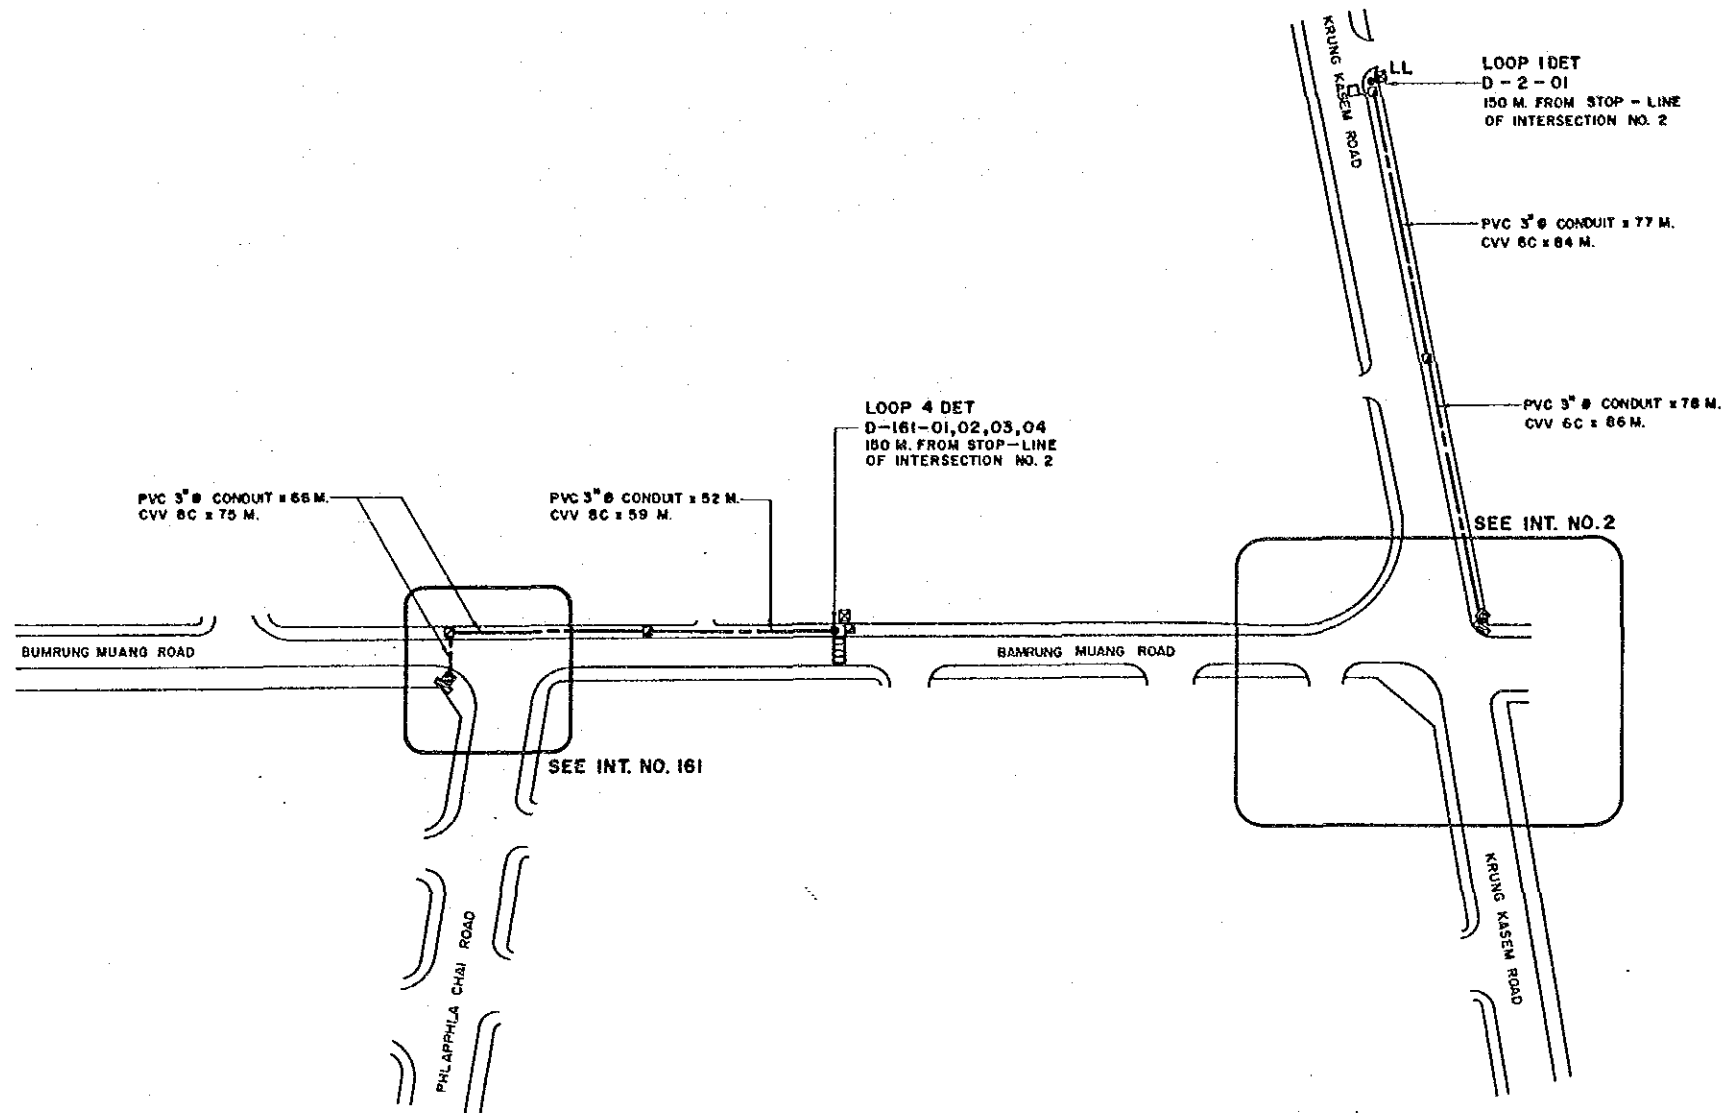 KRUNG KASEM ROAD
LL
LOOP 1 DET
D - 2 - 01
150 M. FROM STOP - LINE
OF INTERSECTION NO. 2
PVC 3" Ø CONDUIT x 77 M.
CVV 6C x 84 M.
PVC 3" Ø CONDUIT x 78 M.
CVV 6C x 86 M.
LOOP 4 DET
D-161-01,02,03,04
150 M. FROM STOP-LINE
OF INTERSECTION NO. 2
PVC 3" Ø CONDUIT x 66 M.
CVV 8C x 75 M.
PVC 3" Ø CONDUIT x 52 M.
CVV 8C x 59 M.
SEE INT. NO. 2
BUMRUNG MUANG ROAD
BAMRUNG MUANG ROAD
SEE INT. NO. 161
PHLAPPHLA CHAI ROAD
KRUNG KASEM ROAD